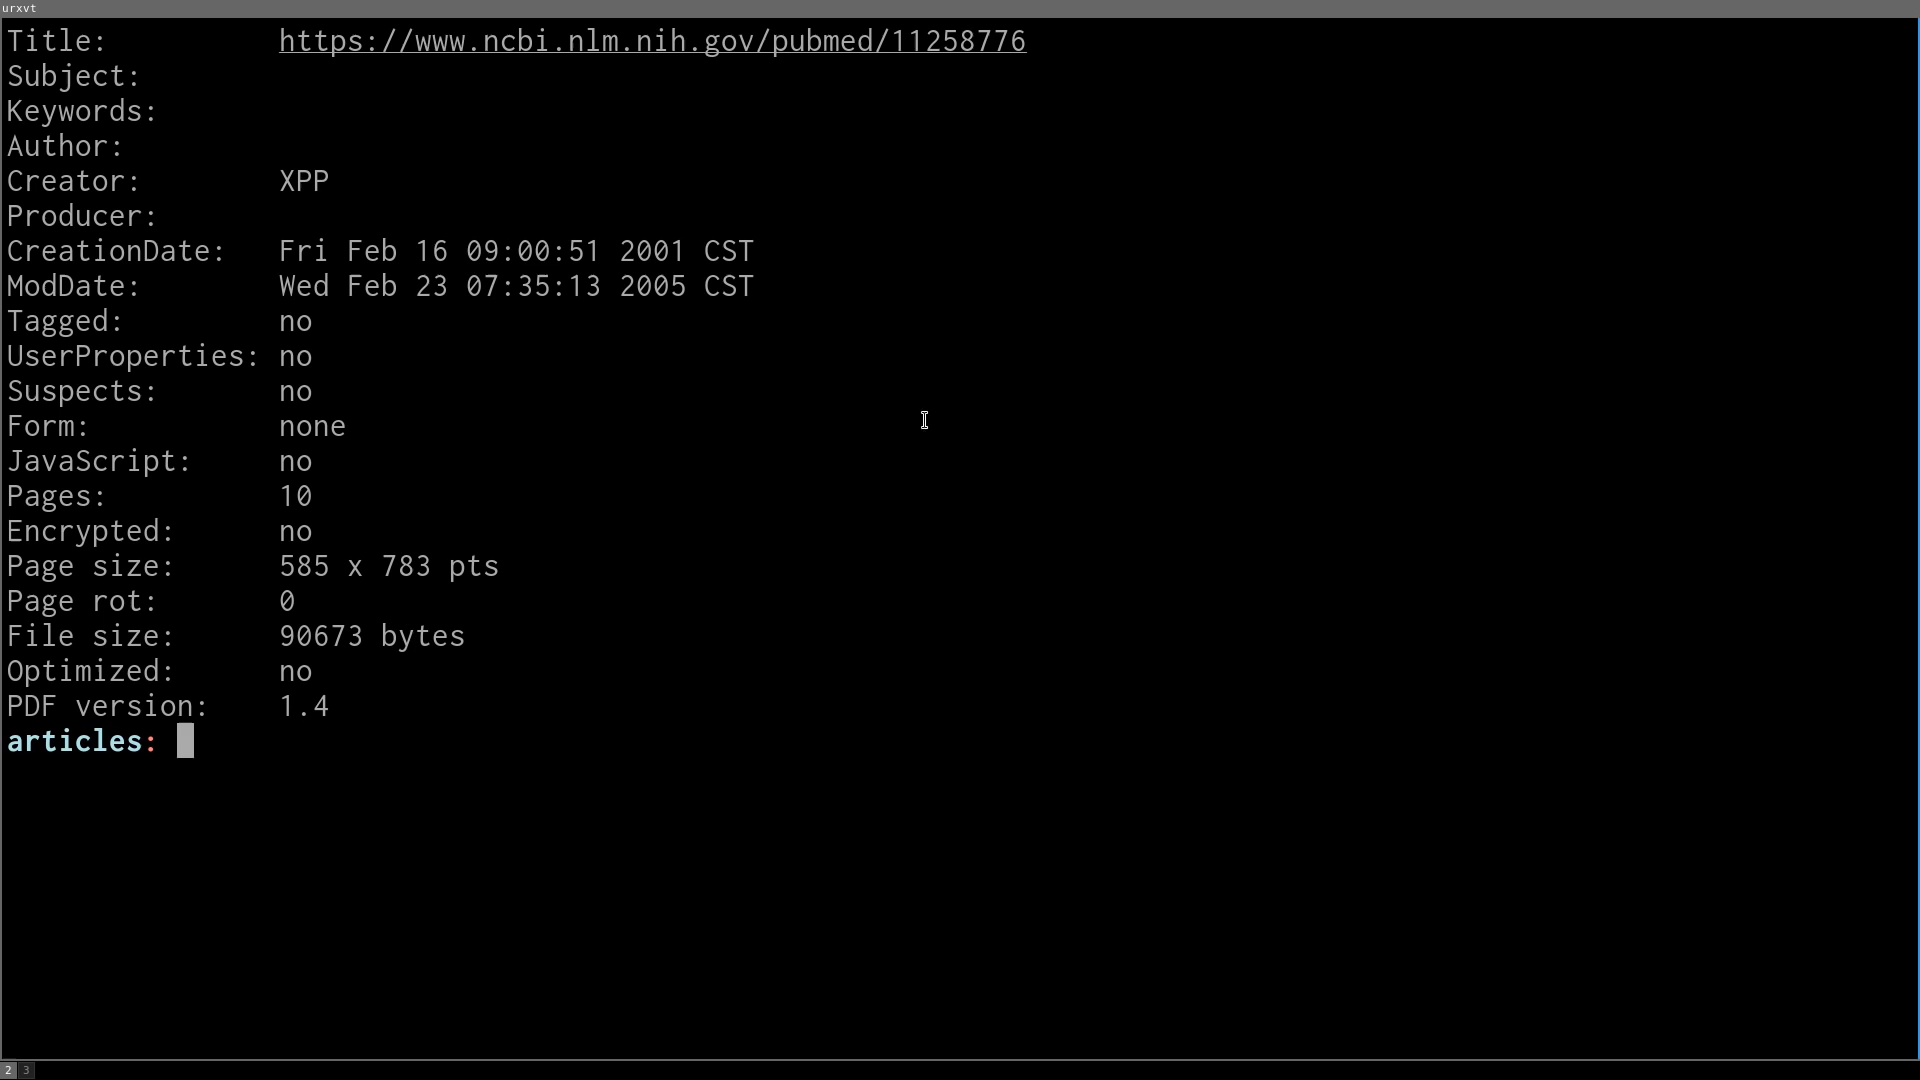 urxvt
Title: https://www.ncbi.nlm.nih.gov/pubmed/11258776
Subject:
Keywords:
Author:
Creator: XPP
Producer:
CreationDate: Fri Feb 16 09:00:51 2001 CST
ModDate: Wed Feb 23 07:35:13 2005 CST
Tagged: no
UserProperties: no
Suspects: no
Form: none
JavaScript: no
Pages: 10
Encrypted: no
Page size: 585 x 783 pts
Page rot: 0
File size: 90673 bytes
Optimized: no
PDF version: 1.4
articles:
2 3